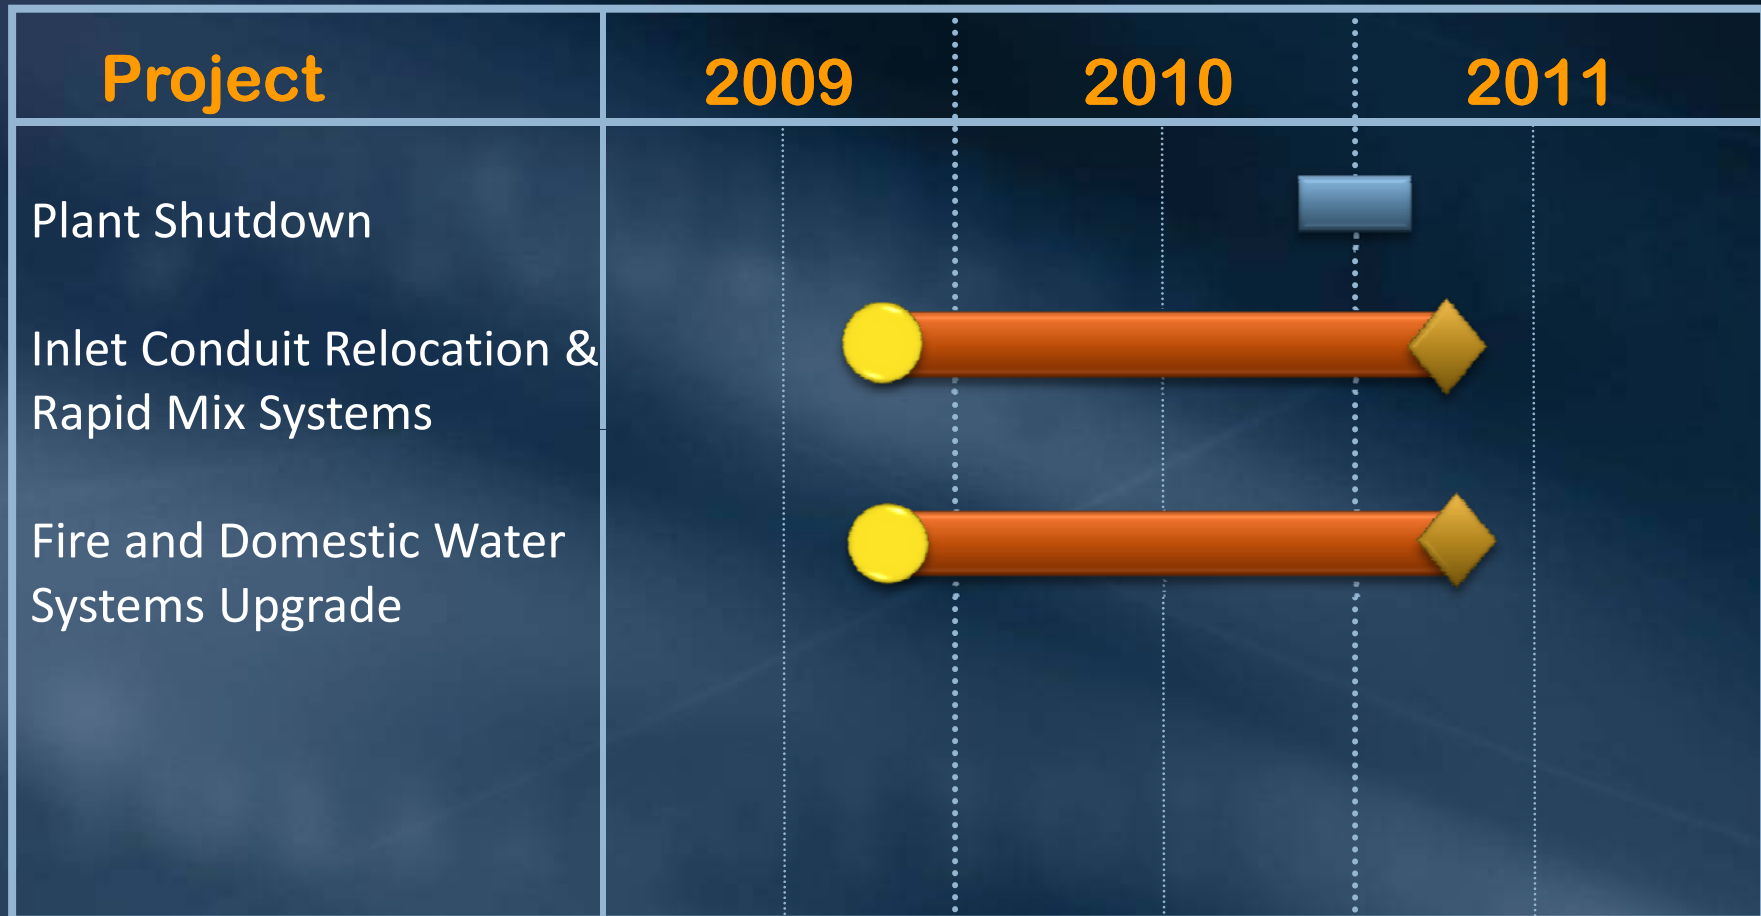 Project
2009
2010
2011
Plant Shutdown
Inlet Conduit Relocation &
Rapid Mix Systems
Fire and Domestic Water
Systems Upgrade